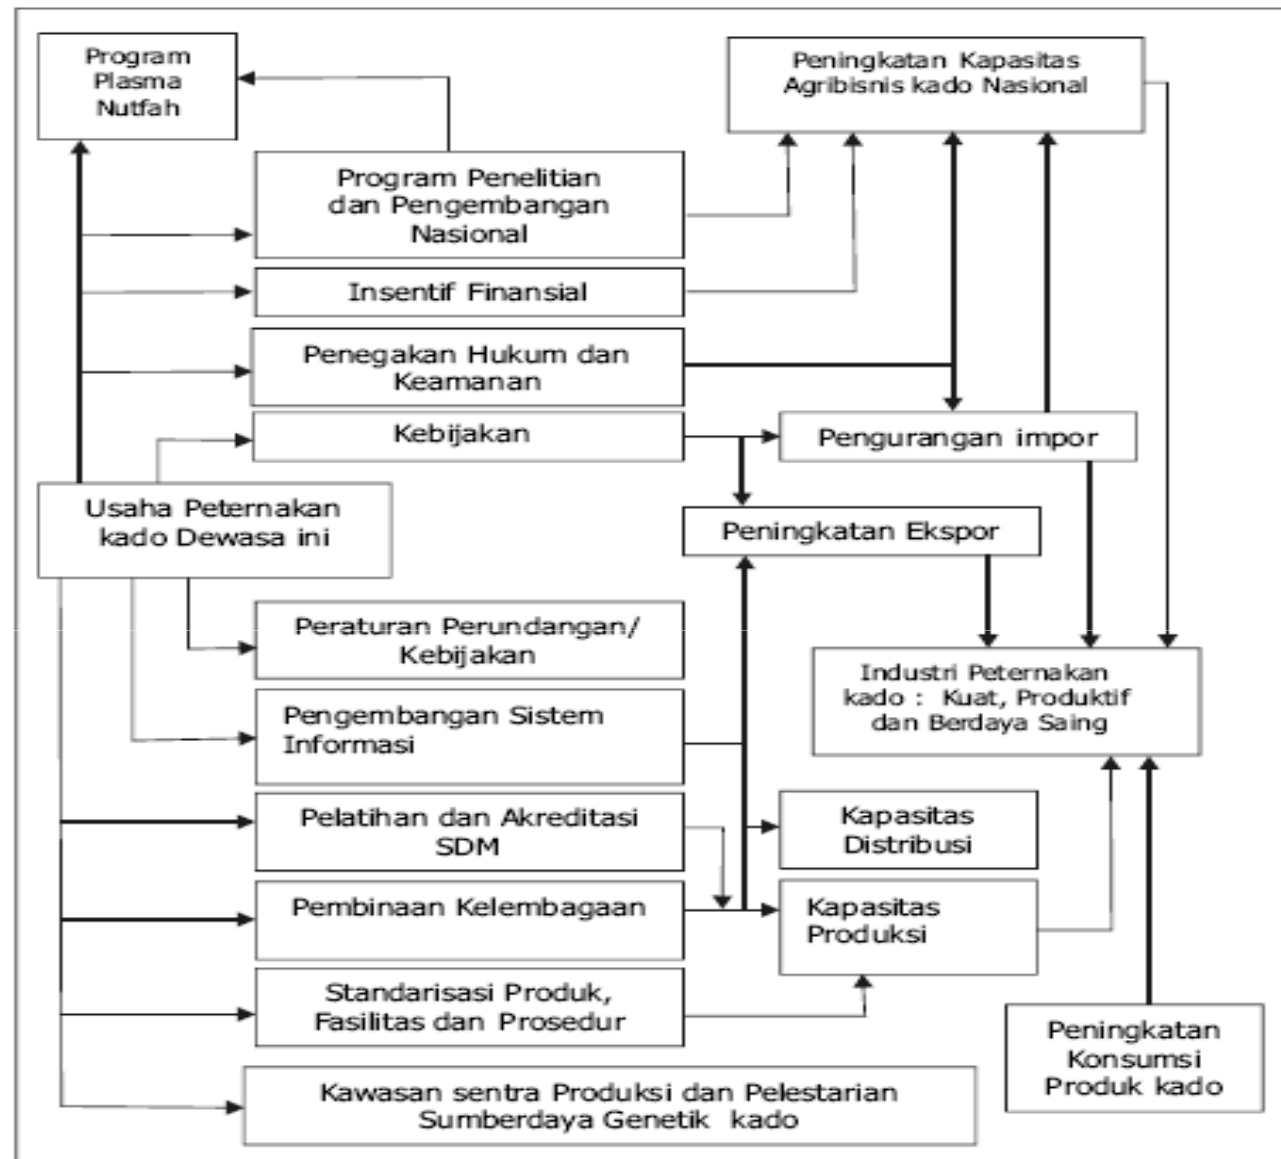 Program
Plasma
Nutfah
Peningkatan Kapasitas
Agribisnis kado Nasional
Program Penelitian
dan Pengembangan
Nasional
Insentif Finansial
Penegakan Hukum dan
Keamanan
Kebijakan
Pengurangan impor
Usaha Peternakan
kado Dewasa ini
Peningkatan Ekspor
Peraturan Perundangan/
Kebijakan
Industri Peternakan
kado : Kuat, Produktif
dan Berdaya Saing
Pengembangan Sistem
Informasi
Pelatihan dan Akreditasi
SDM
Kapasitas
Distribusi
Pembinaan Kelembagaan
Kapasitas
Produksi
Standarisasi Produk,
Fasilitas dan Prosedur
Peningkatan
Konsumsi
Produk kado
Kawasan sentra Produksi dan Pelestarian
Sumberdaya Genetik kado